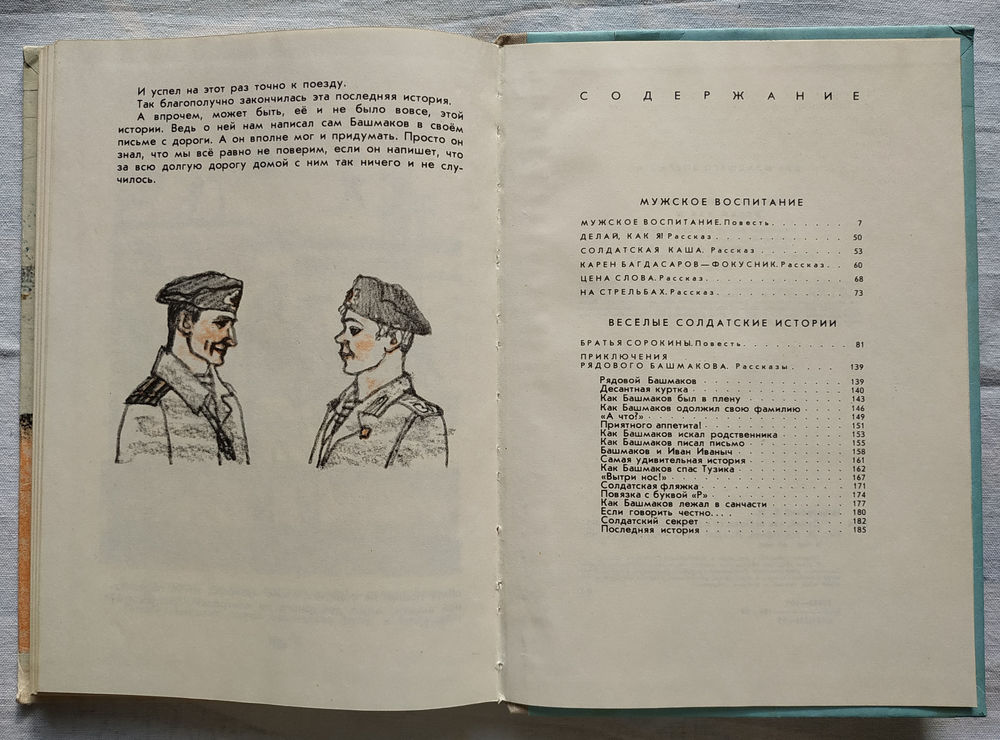 И успел на этот раз точно к поезду.
Так благополучно закончилась эта последняя история.
А впрочем, может быть, её и не было вовсе, этой
истории. Ведь о ней нам написал сам Башмаков в своём
письме с дороги. А он вполне мог и придумать. Просто он
знал, что мы всё равно не поверим, если он напишет, что
за всю долгую дорогу домой с ним так ничего и не слу-
чилось.
СОДЕРЖАНИЕ
МУЖСКОЕ ВОСПИТАНИЕ
МУЖСКОЕ ВОСПИТАНИЕ. Повесть. . . . . . . 7
ДЕЛАЙ, КАК Я! Рассказ. . . . . . . . . . . 50
СОЛДАТСКАЯ КАША. Рассказ . . . . . . . . 53
КАРЕН БАГДАСАРОВ—ФОКУСНИК. Рассказ. . 60
ЦЕНА СЛОВА. Рассказ. . . . . . . . . . . . 68
НА СТРЕЛЬБАХ. Рассказ. . . . . . . . . . . 73
ВЕСЕЛЫЕ СОЛДАТСКИЕ ИСТОРИИ
БРАТЬЯ СОРОКИНЫ. Повесть. . . . . . . . . 81
ПРИКЛЮЧЕНИЯ
РЯДОВОГО БАШМАКОВА. Рассказы. . . . . 139
Рядовой Башмаков . . . . . . . . . . 139
Десантная куртка . . . . . . . . . . 140
Как Башмаков был в плену . . . . . . 143
Как Башмаков одолжил свою фамилию . . . 146
«А что?» . . . . . . . . . . . . . 149
Приятного аппетита! . . . . . . . . . 151
Как Башмаков искал родственника . . . . 153
Как Башмаков писал письмо . . . . . . 155
Башмаков и Иван Иваныч . . . . . . . 158
Самая удивительная история . . . . . . 161
Как Башмаков спас Тузика . . . . . . 162
«Вытри нос!» . . . . . . . . . . . 167
Солдатская фляжка . . . . . . . . . 171
Повязка с буквой «Р» . . . . . . . . 174
Как Башмаков лежал в санчасти . . . . . 177
Если говорить честно. . . . . . . . . 180
Солдатский секрет . . . . . . . . . 182
Последняя история . . . . . . . . . 185